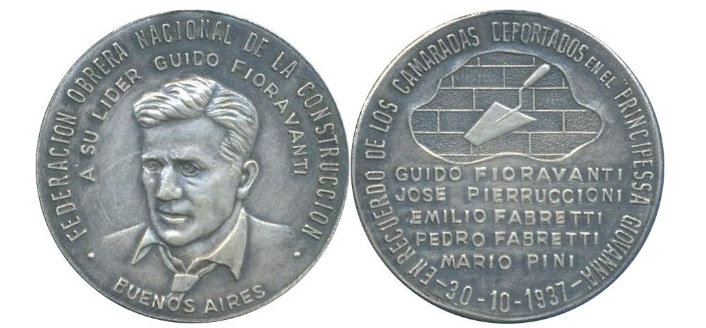 · FEDERACION OBRERA NACIONAL DE LA CONSTRUCCION ·
A SU LIDER GUIDO FIORAVANTI
BUENOS AIRES
EN RECUERDO DE LOS CAMARADAS DEPORTADOS EN EL "PRINCIPESSA GIOVANNA"
GUIDO FIORAVANTI
JOSE PIERRUCCIONI
EMILIO FABRETTI
PEDRO FABRETTI
MARIO PINI
-30-10-1937-